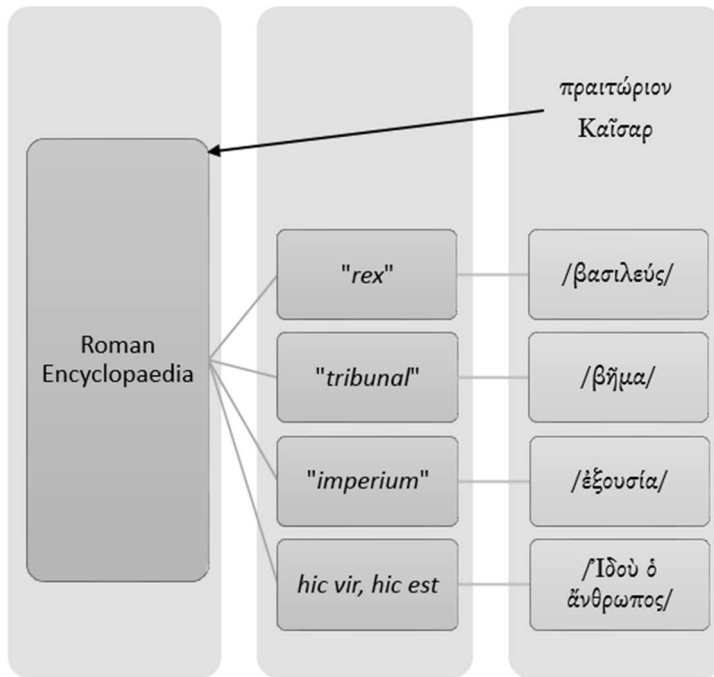 πραιτώριον
Καῖσαρ
Roman
Encyclopaedia
"rex"
/βασιλεύς/
"tribunal"
/βῆμα/
"imperium"
/ἐξουσία/
hic vir, hic est
/Ἰδοὺ ὁ
ἄνθρωπος/